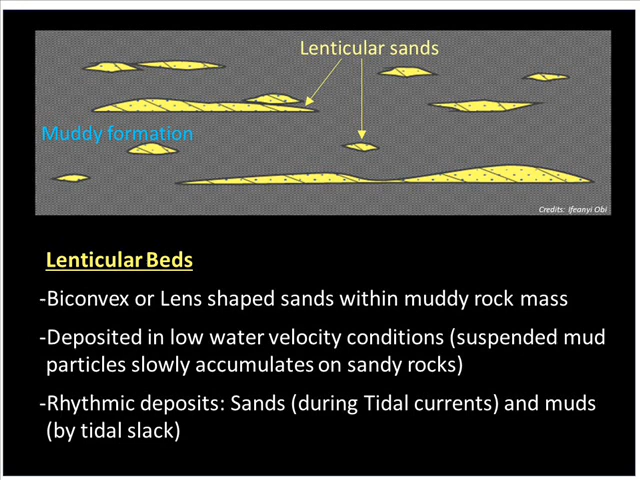 Lenticular sands
Muddy formation
Credits: Ifeanyi Obi
Lenticular Beds
-Biconvex or Lens shaped sands within muddy rock mass
-Deposited in low water velocity conditions (suspended mud
particles slowly accumulates on sandy rocks)
-Rhythmic deposits: Sands (during Tidal currents) and muds
(by tidal slack)